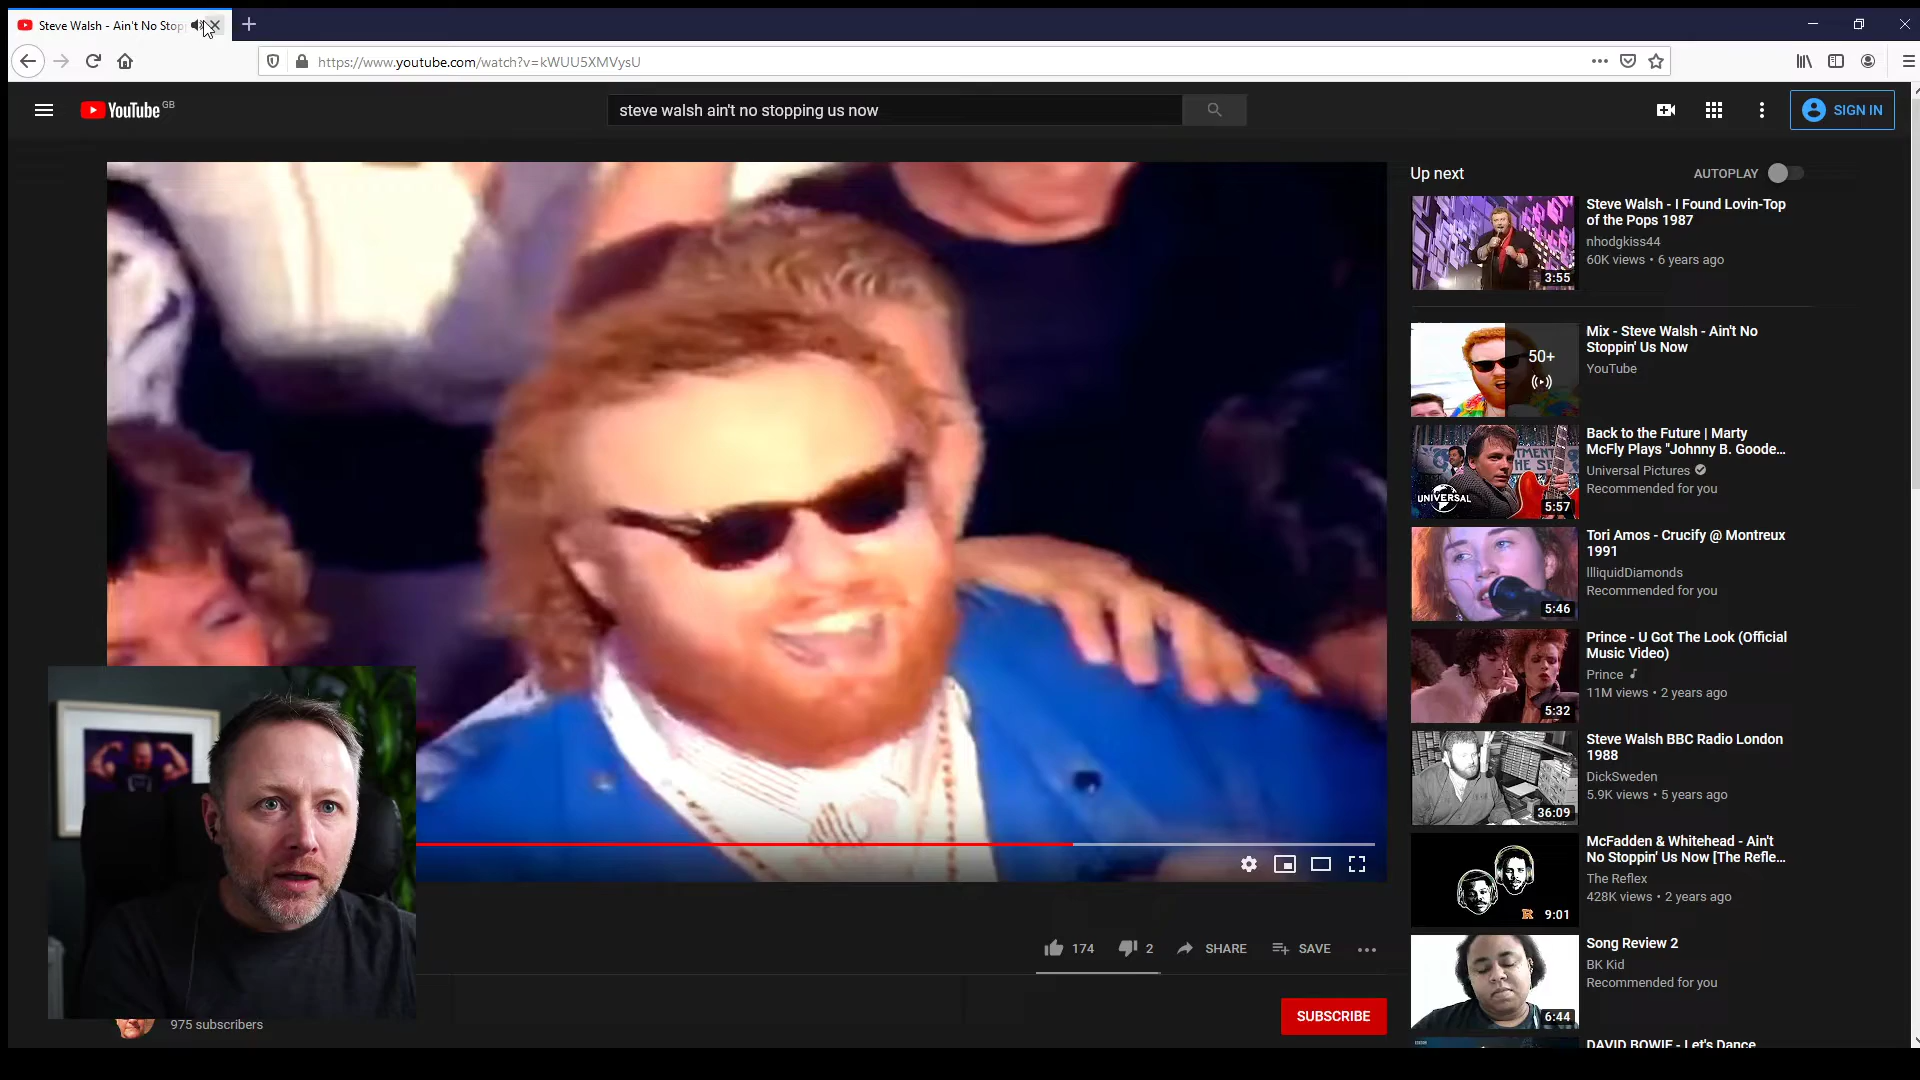 Steve Walsh - Ain't No Stop
https://www.youtube.com/watch?v=kWUU5XMVysU
YouTube GB
steve walsh ain't no stopping us now
SIGN IN
Up next
AUTOPLAY
Steve Walsh - I Found Lovin-Top
of the Pops 1987
nhodgkiss44
60K views • 6 years ago
3:55
Mix - Steve Walsh - Ain't No
Stoppin' Us Now
YouTube
50+
Back to the Future | Marty
McFly Plays "Johnny B. Goode...
Universal Pictures
Recommended for you
UNIVERSAL
5:57
Tori Amos - Crucify @ Montreux
1991
IlliquidDiamonds
Recommended for you
5:46
Prince - U Got The Look (Official
Music Video)
Prince
11M views • 2 years ago
5:32
Steve Walsh BBC Radio London
1988
DickSweden
5.9K views • 5 years ago
36:09
McFadden & Whitehead - Ain't
No Stoppin' Us Now [The Refle...
The Reflex
428K views • 2 years ago
R
9:01
Song Review 2
BK Kid
Recommended for you
6:44
DAVID BOWIE - Let's Dance
174
2
SHARE
SAVE
975 subscribers
SUBSCRIBE